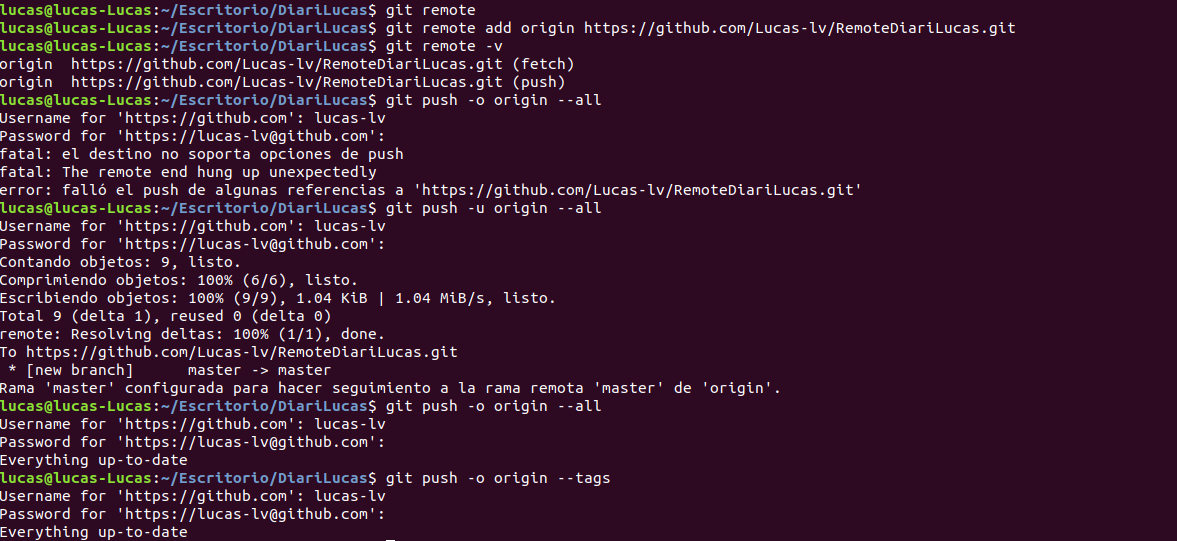 lucas@lucas-Lucas:~/Escritorio/DiariLucas$ git remote
lucas@lucas-Lucas:~/Escritorio/DiariLucas$ git remote add origin https://github.com/Lucas-lv/RemoteDiariLucas.git
lucas@lucas-Lucas:~/Escritorio/DiariLucas$ git remote -v
origin  https://github.com/Lucas-lv/RemoteDiariLucas.git (fetch)
origin  https://github.com/Lucas-lv/RemoteDiariLucas.git (push)
lucas@lucas-Lucas:~/Escritorio/DiariLucas$ git push -o origin --all
Username for 'https://github.com': lucas-lv
Password for 'https://lucas-lv@github.com':
fatal: el destino no soporta opciones de push
fatal: The remote end hung up unexpectedly
error: falló el push de algunas referencias a 'https://github.com/Lucas-lv/RemoteDiariLucas.git'
lucas@lucas-Lucas:~/Escritorio/DiariLucas$ git push -u origin --all
Username for 'https://github.com': lucas-lv
Password for 'https://lucas-lv@github.com':
Contando objetos: 9, listo.
Comprimiendo objetos: 100% (6/6), listo.
Escribiendo objetos: 100% (9/9), 1.04 KiB | 1.04 MiB/s, listo.
Total 9 (delta 1), reused 0 (delta 0)
remote: Resolving deltas: 100% (1/1), done.
To https://github.com/Lucas-lv/RemoteDiariLucas.git
 * [new branch]      master -> master
Rama 'master' configurada para hacer seguimiento a la rama remota 'master' de 'origin'.
lucas@lucas-Lucas:~/Escritorio/DiariLucas$ git push -o origin --all
Username for 'https://github.com': lucas-lv
Password for 'https://lucas-lv@github.com':
Everything up-to-date
lucas@lucas-Lucas:~/Escritorio/DiariLucas$ git push -o origin --tags
Username for 'https://github.com': lucas-lv
Password for 'https://lucas-lv@github.com':
Everything up-to-date